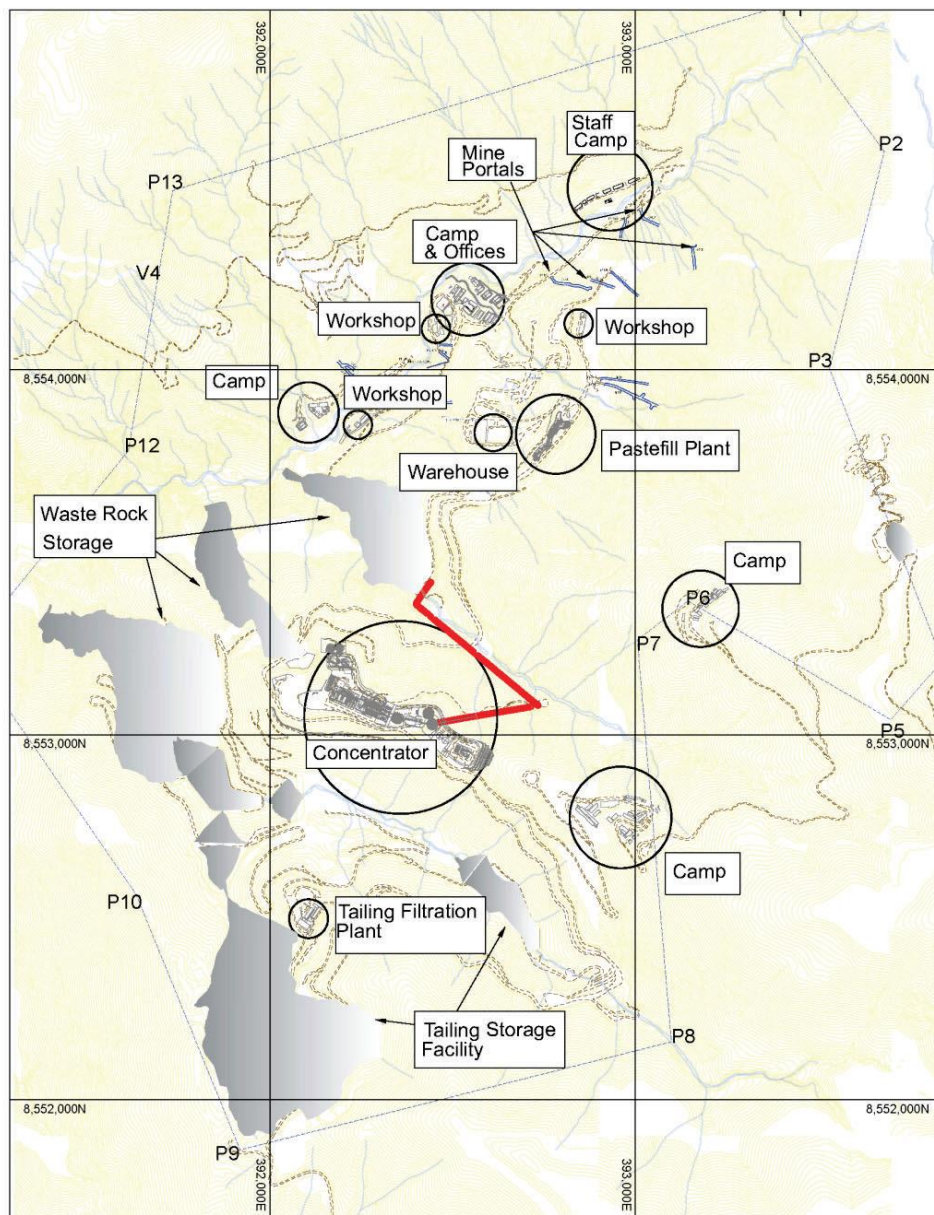 392,000E
393,000E
Staff
Camp
P2
Mine
Portals
P13
Camp
& Offices
V4
Workshop
Workshop
P3
8,554,000N
8,554,000N
Camp
Workshop
P12
Warehouse
Pastefill Plant
Waste Rock
Storage
Camp
P6
P7
P5
8,553,000N
8,553,000N
Concentrator
Camp
P10
Tailing Filtration
Plant
Tailing Storage
Facility
P8
8,552,000N
8,552,000N
P9
392,000E
393,000E